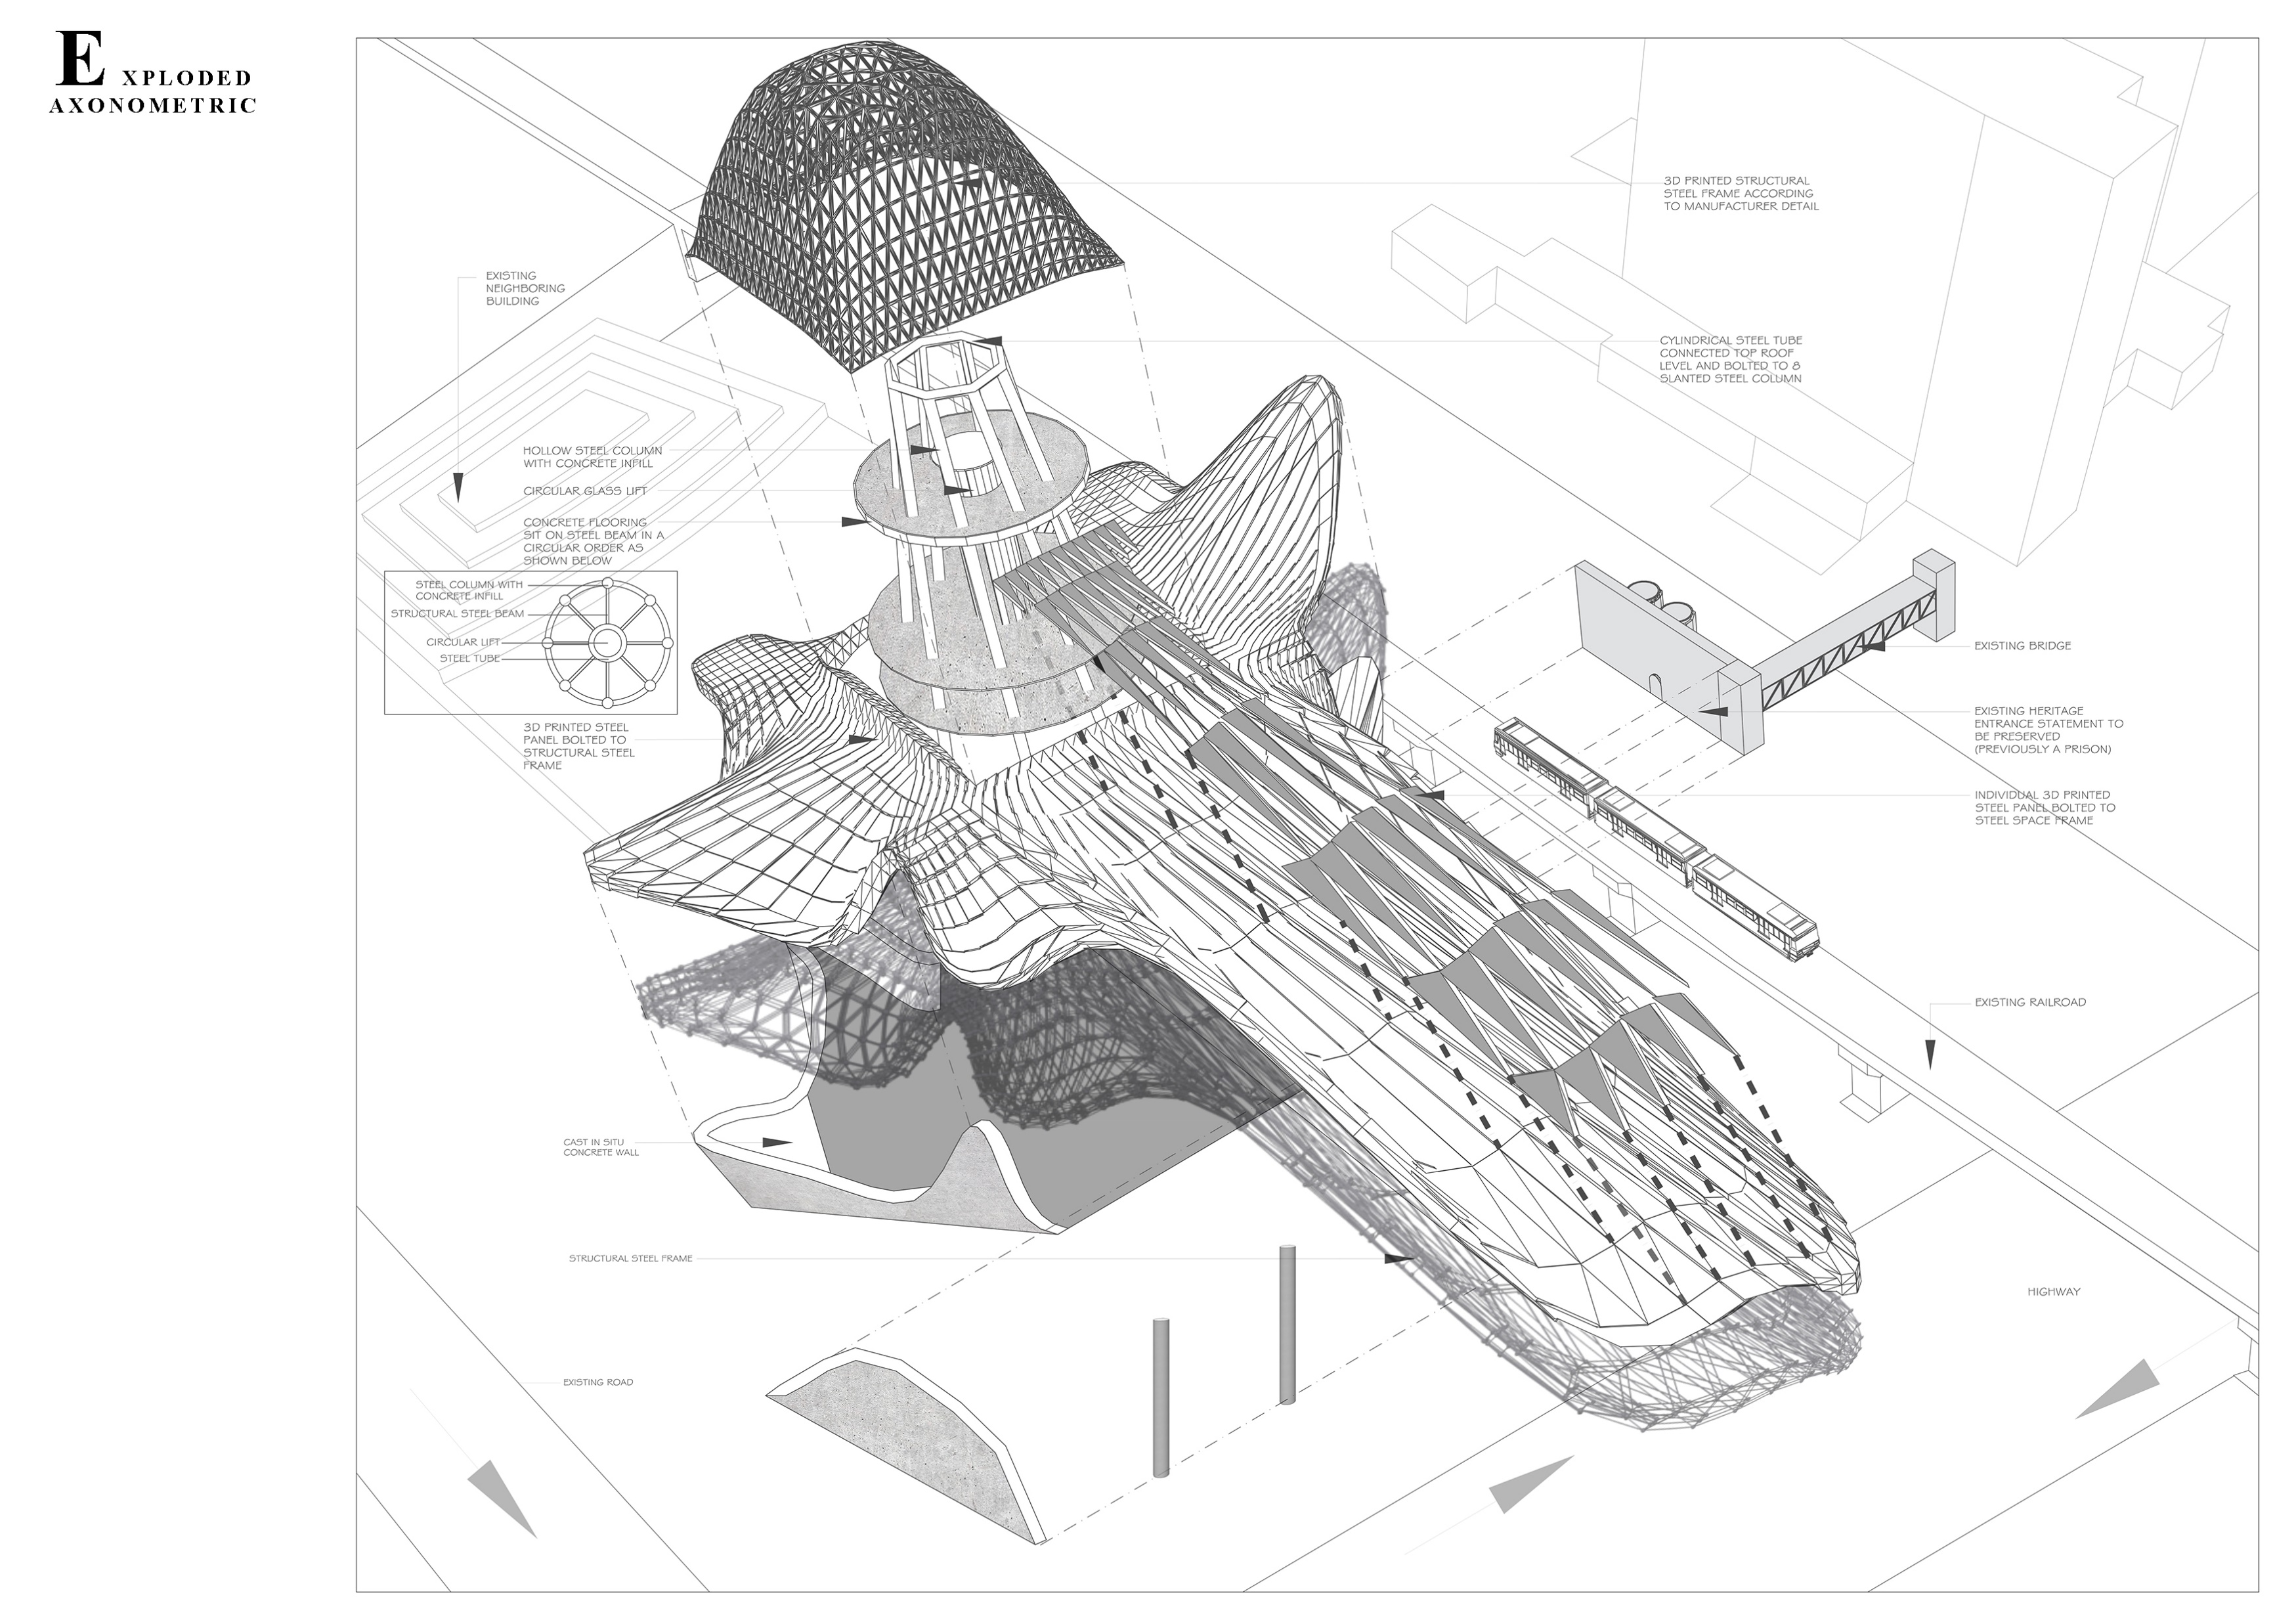 EXPLODED
AXONOMETRIC
3D PRINTED STRUCTURAL
STEEL FRAME ACCORDING
TO MANUFACTURER DETAIL
EXISTING
NEIGHBORING
BUILDING
CYLINDRICAL STEEL TUBE
CONNECTED TOP ROOF
LEVEL AND BOLTED TO 8
SLANTED STEEL COLUMN
HOLLOW STEEL COLUMN
WITH CONCRETE INFILL
CIRCULAR GLASS LIFT
CONCRETE FLOORING
SIT ON STEEL BEAM IN A
CIRCULAR ORDER AS
SHOWN BELOW
STEEL COLUMN WITH
CONCRETE INFILL
STRUCTURAL STEEL BEAM
CIRCULAR LIFT
STEEL TUBE
3D PRINTED STEEL
PANEL BOLTED TO
STRUCTURAL STEEL
FRAME
EXISTING BRIDGE
EXISTING HERITAGE
ENTRANCE STATEMENT TO
BE PRESERVED
(PREVIOUSLY A PRISON)
INDIVIDUAL 3D PRINTED
STEEL PANEL BOLTED TO
STEEL SPACE FRAME
EXISTING RAILROAD
CAST IN SITU
CONCRETE WALL
STRUCTURAL STEEL FRAME
HIGHWAY
EXISTING ROAD